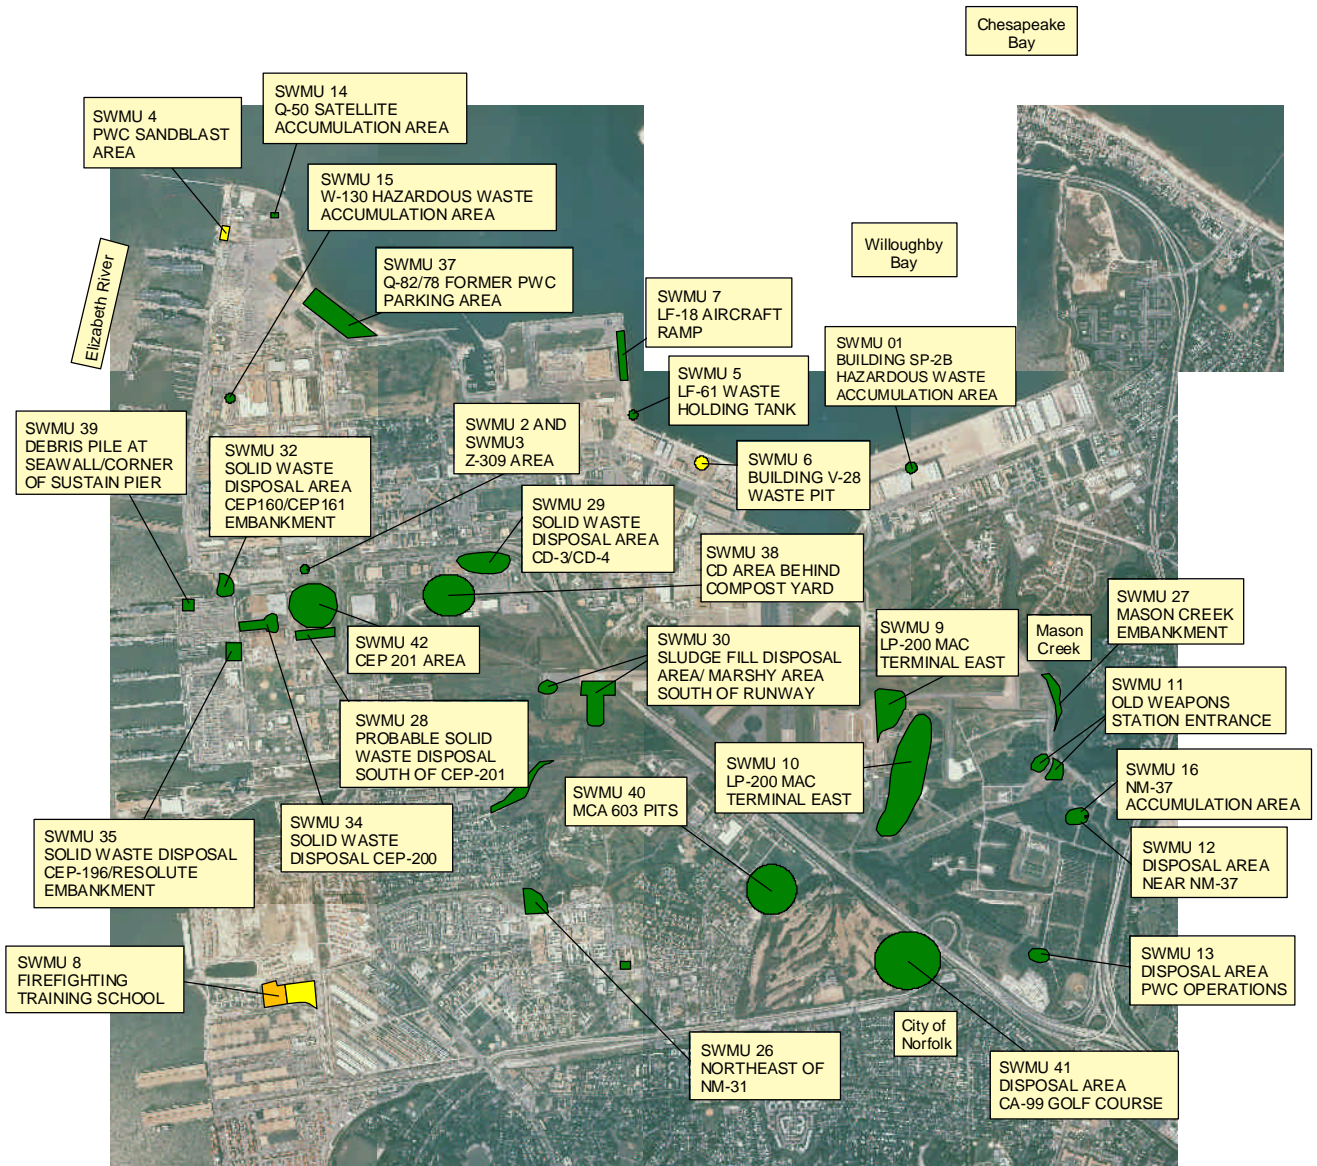 Chesapeake
Bay
SWMU 14
Q-50 SATELLITE
ACCUMULATION AREA
SWMU 4
PWC SANDBLAST
AREA
SWMU 15
W-130 HAZARDOUS WASTE
ACCUMULATION AREA
Elizabeth River
Willoughby
Bay
SWMU 37
Q-82/78 FORMER PWC
PARKING AREA
SWMU 7
LF-18 AIRCRAFT
RAMP
SWMU 01
BUILDING SP-2B
HAZARDOUS WASTE
ACCUMULATION AREA
SWMU 5
LF-61 WASTE
HOLDING TANK
SWMU 39
DEBRIS PILE AT
SEAWALL/CORNER
OF SUSTAIN PIER
SWMU 32
SOLID WASTE
DISPOSAL AREA
CEP160/CEP161
EMBANKMENT
SWMU 2 AND
SWMU3
Z-309 AREA
SWMU 6
BUILDING V-28
WASTE PIT
SWMU 29
SOLID WASTE
DISPOSAL AREA
CD-3/CD-4
SWMU 38
CD AREA BEHIND
COMPOST YARD
SWMU 27
MASON CREEK
EMBANKMENT
SWMU 42
CEP 201 AREA
SWMU 30
SLUDGE FILL DISPOSAL
AREA/ MARSHY AREA
SOUTH OF RUNWAY
SWMU 9
LP-200 MAC
TERMINAL EAST
Mason
Creek
SWMU 11
OLD WEAPONS
STATION ENTRANCE
SWMU 28
PROBABLE SOLID
WASTE DISPOSAL
SOUTH OF CEP-201
SWMU 10
LP-200 MAC
TERMINAL EAST
SWMU 16
NM-37
ACCUMULATION AREA
SWMU 40
MCA 603 PITS
SWMU 35
SOLID WASTE DISPOSAL
CEP-196/RESOLUTE
EMBANKMENT
SWMU 34
SOLID WASTE
DISPOSAL CEP-200
SWMU 12
DISPOSAL AREA
NEAR NM-37
SWMU 8
FIREFIGHTING
TRAINING SCHOOL
SWMU 13
DISPOSAL AREA
PWC OPERATIONS
City of
Norfolk
SWMU 26
NORTHEAST OF
NM-31
SWMU 41
DISPOSAL AREA
CA-99 GOLF COURSE